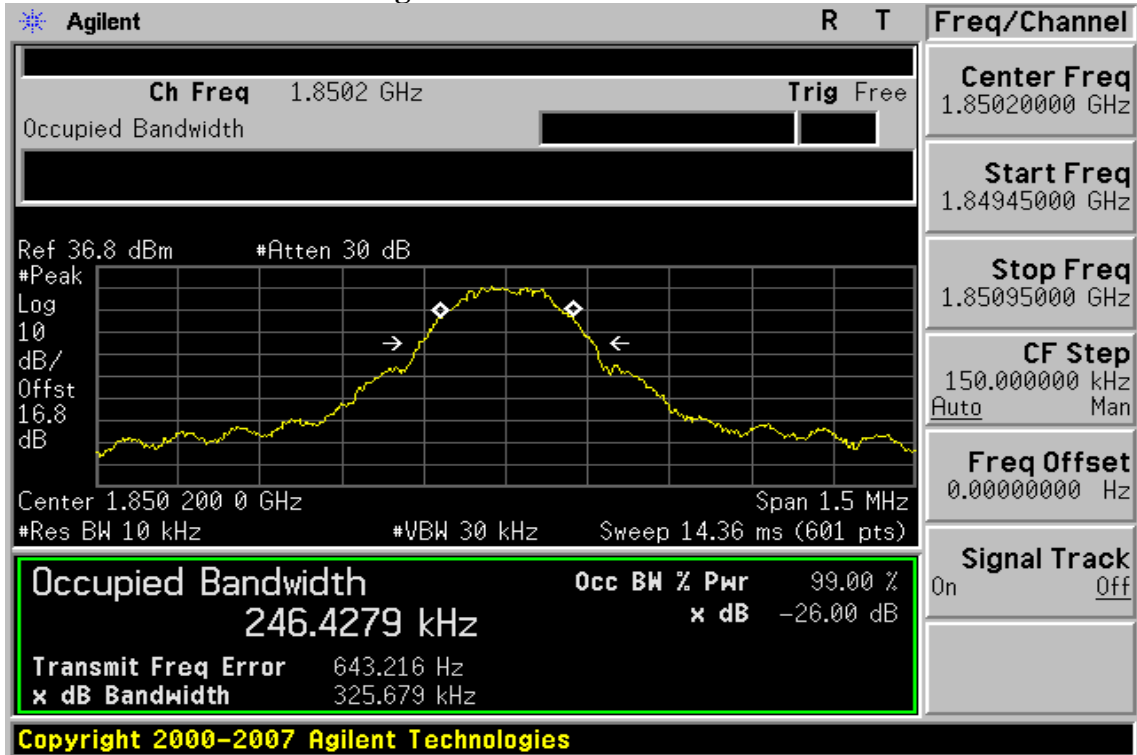 Agilent R T Freq/Channel
Ch Freq 1.8502 GHz Trig Free
Occupied Bandwidth
Center Freq
1.85020000 GHz
Start Freq
1.84945000 GHz
Stop Freq
1.85095000 GHz
CF Step
150.000000 kHz
Auto Man
Freq Offset
0.00000000 Hz
Signal Track
On Off
Ref 36.8 dBm #Atten 30 dB
#Peak
Log
10
dB/
Offst
16.8
dB
Center 1.850 200 0 GHz Span 1.5 MHz
#Res BW 10 kHz #VBW 30 kHz Sweep 14.36 ms (601 pts)
Occupied Bandwidth Occ BW % Pwr 99.00 %
246.4279 kHz x dB -26.00 dB
Transmit Freq Error 643.216 Hz
x dB Bandwidth 325.679 kHz
Copyright 2000-2007 Agilent Technologies